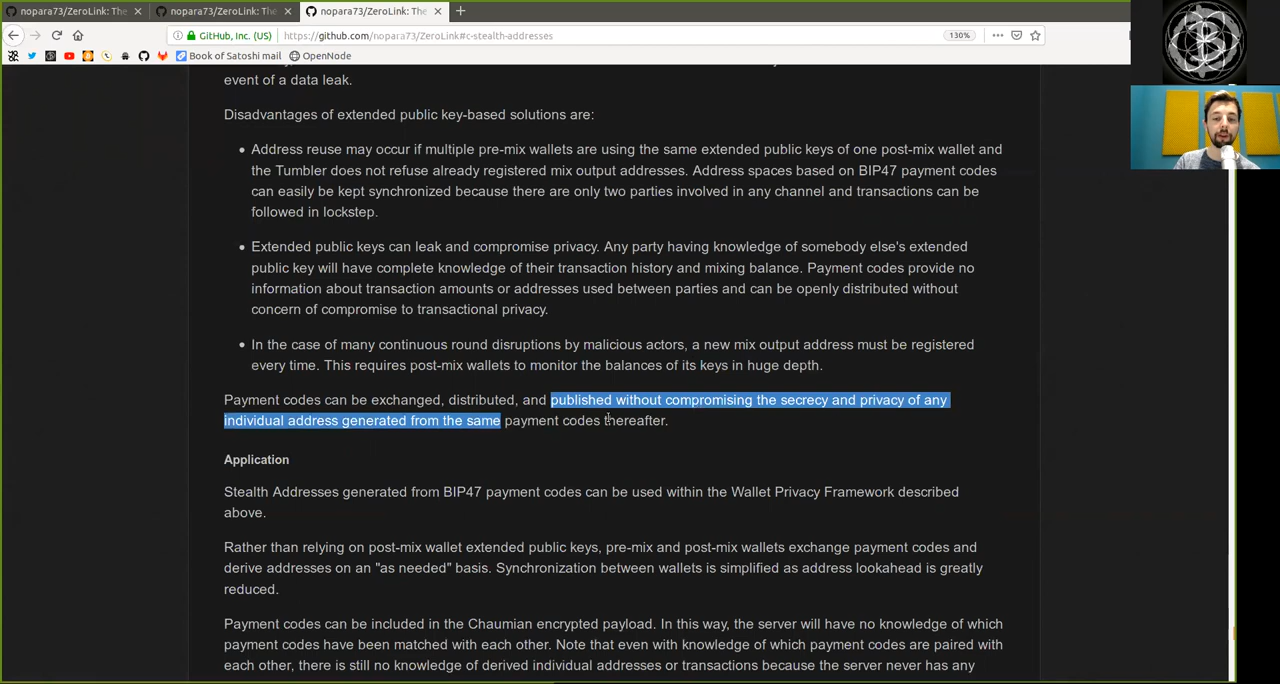 nopara73/ZeroLink: The
nopara73/ZeroLink: The
nopara73/ZeroLink: The
GitHub, Inc. (US)
https://github.com/nopara73/ZeroLink#c-stealth-addresses
130%
Book of Satoshi mail
OpenNode
event of a data leak.
Disadvantages of extended public key-based solutions are:
• Address reuse may occur if multiple pre-mix wallets are using the same extended public keys of one post-mix wallet and
the Tumbler does not refuse already registered mix output addresses. Address spaces based on BIP47 payment codes
can easily be kept synchronized because there are only two parties involved in any channel and transactions can be
followed in lockstep.
• Extended public keys can leak and compromise privacy. Any party having knowledge of somebody else's extended
public key will have complete knowledge of their transaction history and mixing balance. Payment codes provide no
information about transaction amounts or addresses used between parties and can be openly distributed without
concern of compromise to transactional privacy.
• In the case of many continuous round disruptions by malicious actors, a new mix output address must be registered
every time. This requires post-mix wallets to monitor the balances of its keys in huge depth.
Payment codes can be exchanged, distributed, and published without compromising the secrecy and privacy of any
individual address generated from the same payment codes thereafter.
Application
Stealth Addresses generated from BIP47 payment codes can be used within the Wallet Privacy Framework described
above.
Rather than relying on post-mix wallet extended public keys, pre-mix and post-mix wallets exchange payment codes and
derive addresses on an "as needed" basis. Synchronization between wallets is simplified as address lookahead is greatly
reduced.
Payment codes can be included in the Chaumian encrypted payload. In this way, the server will have no knowledge of which
payment codes have been matched with each other. Note that even with knowledge of which payment codes are paired with
each other, there is still no knowledge of derived individual addresses or transactions because the server never has any